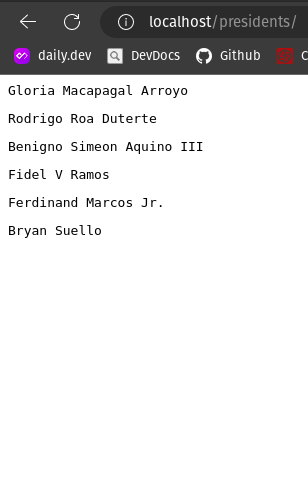 localhost/presidents/
daily.dev DevDocs Github C
Gloria Macapagal Arroyo
Rodrigo Roa Duterte
Benigno Simeon Aquino III
Fidel V Ramos
Ferdinand Marcos Jr.
Bryan Suello